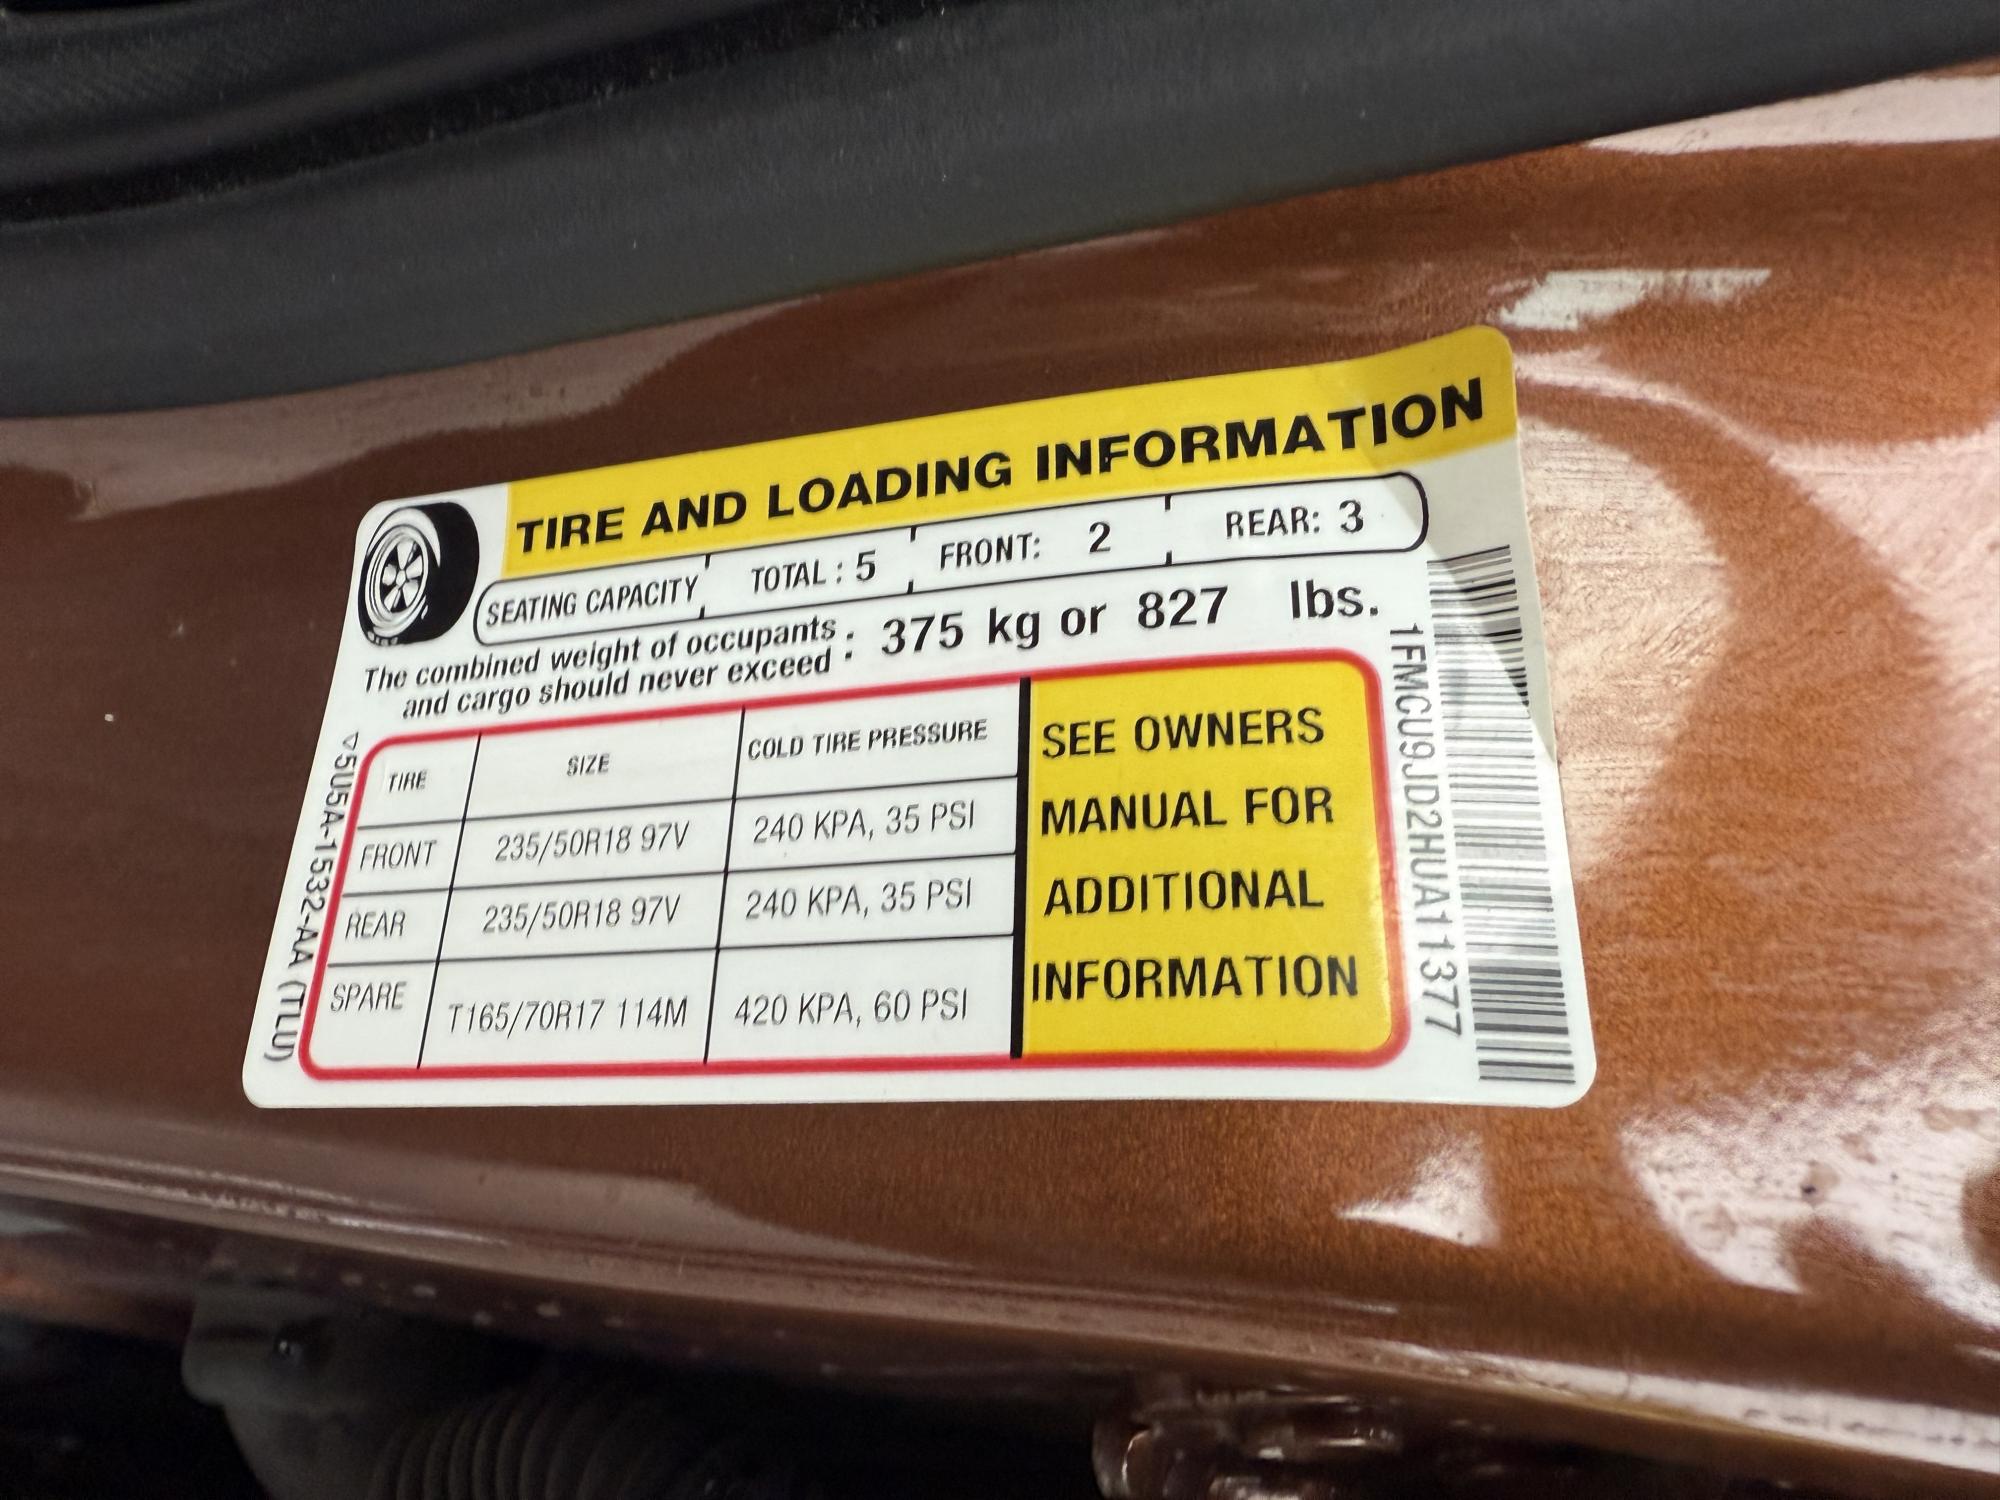 TIRE AND LOADING INFORMATION
SEATING CAPACITY TOTAL : 5 FRONT: 2 REAR: 3
The combined weight of occupants
and cargo should never exceed : 375 kg or 827 lbs.
TIRE SIZE COLD TIRE PRESSURE
FRONT 235/50R18 97V 240 KPA, 35 PSI
REAR 235/50R18 97V 240 KPA, 35 PSI
SPARE T165/70R17 114M 420 KPA, 60 PSI
SEE OWNERS
MANUAL FOR
ADDITIONAL
INFORMATION
▽5U5A-1532-AA (TLU)
1FMCU9JD2HUA11377